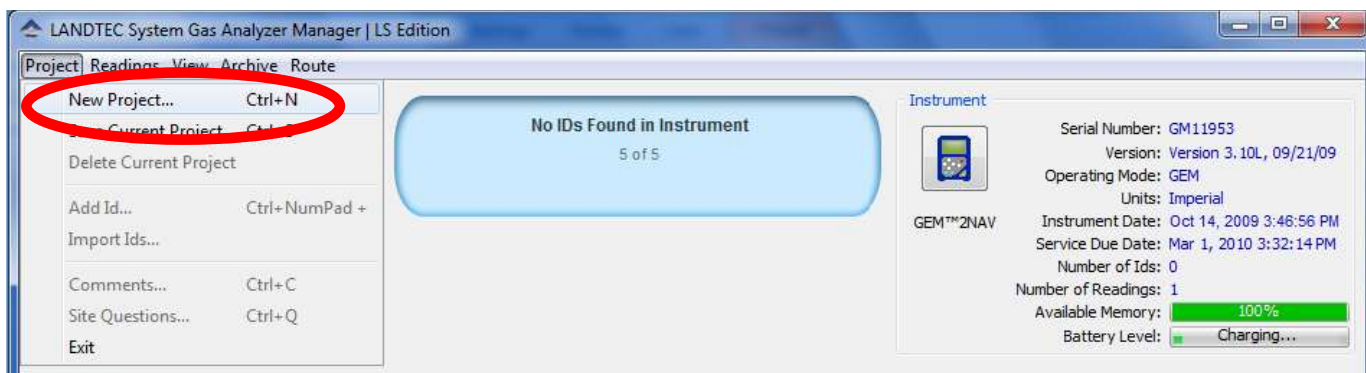 LANDTEC System Gas Analyzer Manager | LS Edition
Project Readings View Archive Route
New Project... Ctrl+N
Save Current Project Ctrl+S
Delete Current Project
Add Id... Ctrl+NumPad +
Import Ids...
Comments... Ctrl+C
Site Questions... Ctrl+Q
Exit
No IDs Found in Instrument
5 of 5
Instrument
GEM™2NAV
Serial Number: GM11953
Version: Version 3.10L, 09/21/09
Operating Mode: GEM
Units: Imperial
Instrument Date: Oct 14, 2009 3:46:56 PM
Service Due Date: Mar 1, 2010 3:32:14 PM
Number of Ids: 0
Number of Readings: 1
Available Memory: 100%
Battery Level: Charging...